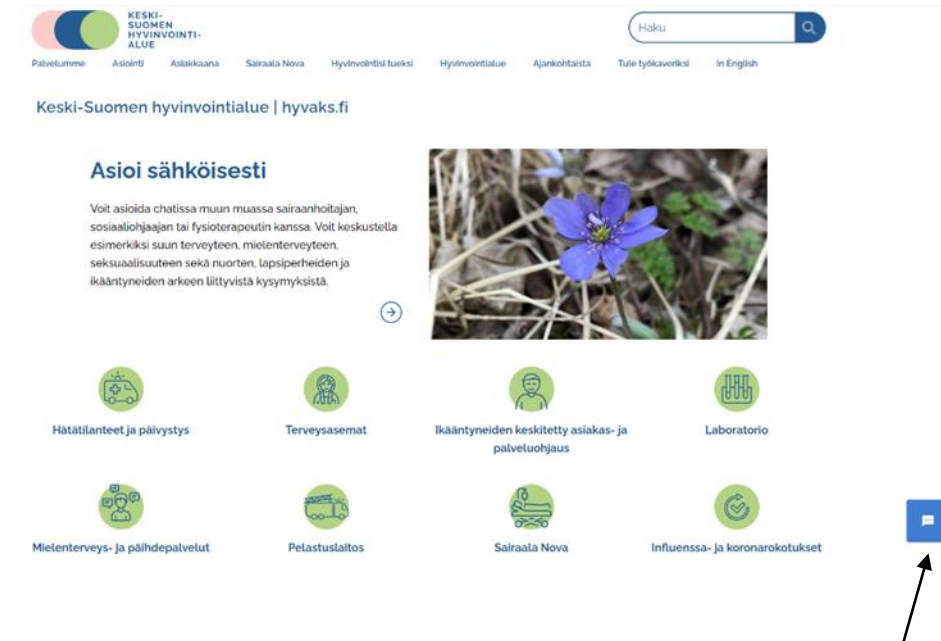 KESKI-
SUOMEN
HYVINVOINTI-
ALUE
Haku
Palvelumme Asiointi Asiakkaana Sairaala Nova Hyvinvointisi tueksi Hyvinvointialue Ajankohtaista Tule työkaveriksi In English
Keski-Suomen hyvinvointialue | hyvaks.fi
Asioi sähköisesti
Voit asioida chatissa muun muassa sairaanhoitajan,
sosiaaliohjaajan tai fysioterapeutin kanssa. Voit keskustella
esimerkiksi suun terveyteen, mielenterveyteen,
seksuaalisuuteen sekä nuorten, lapsiperheiden ja
ikääntyneiden arkeen liittyvistä kysymyksistä.
Hätätilanteet ja päivystys
Terveysasemat
Ikääntyneiden keskitetty asiakas- ja
palveluohjaus
Laboratorio
Mielenterveys- ja päihdepalvelut
Pelastuslaitos
Sairaala Nova
Influenssa- ja koronarokotukset